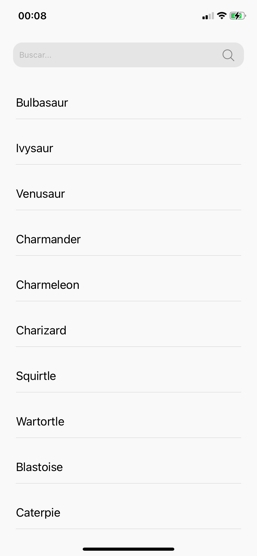 00:08
Buscar...
Bulbasaur
Ivysaur
Venusaur
Charmander
Charmeleon
Charizard
Squirtle
Wartortle
Blastoise
Caterpie